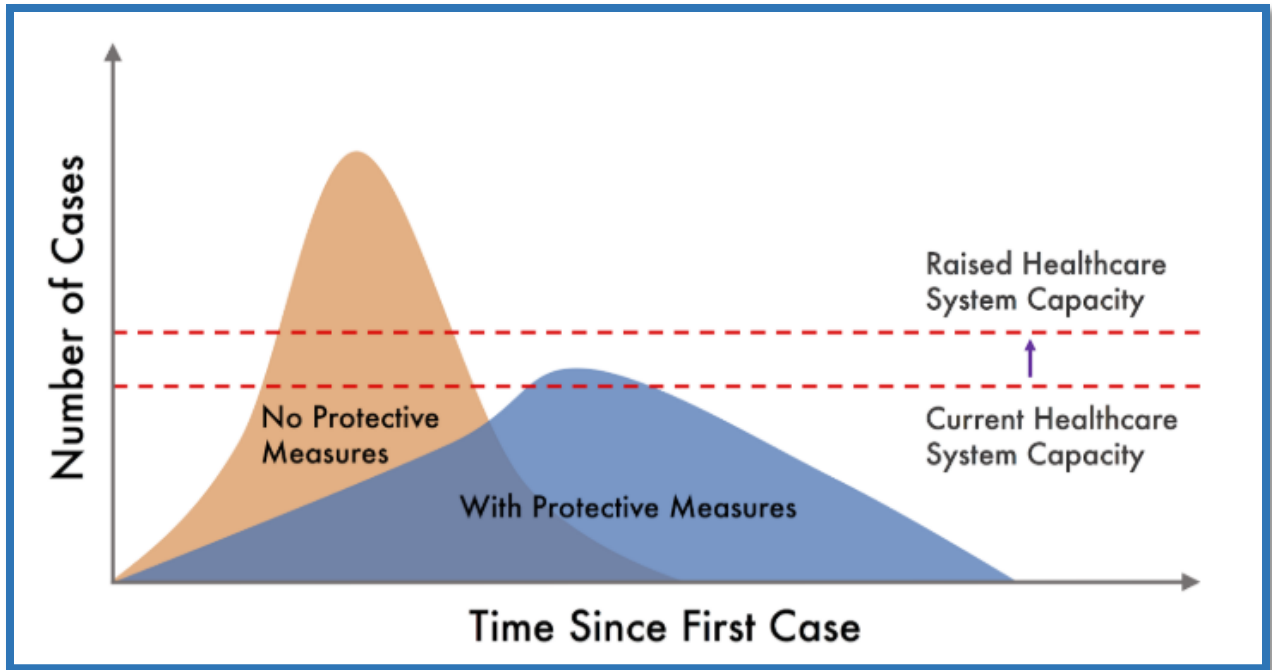 Number of Cases
Raised Healthcare
System Capacity
No Protective
Measures
Current Healthcare
System Capacity
With Protective Measures
Time Since First Case